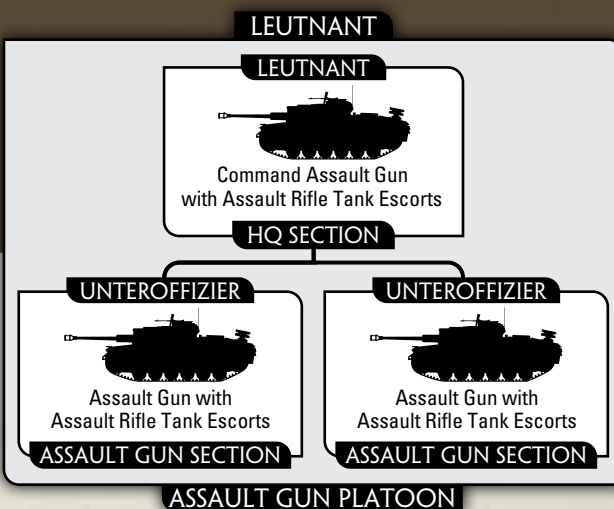 LEUTNANT
LEUTNANT
Command Assault Gun
with Assault Rifle Tank Escorts
HQ SECTION
UNTEROFFIZIER
Assault Gun with
Assault Rifle Tank Escorts
ASSAULT GUN SECTION
UNTEROFFIZIER
Assault Gun with
Assault Rifle Tank Escorts
ASSAULT GUN SECTION
ASSAULT GUN PLATOON